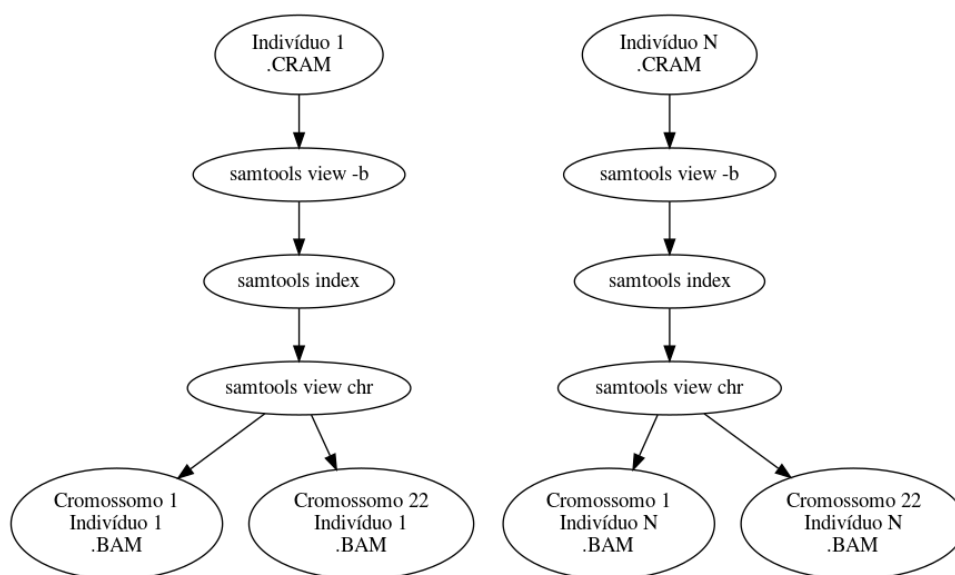 Indivíduo 1
.CRAM
Indivíduo N
.CRAM
samtools view -b
samtools view -b
samtools index
samtools index
samtools view chr
samtools view chr
Cromossomo 1
Indivíduo 1
.BAM
Cromossomo 22
Indivíduo 1
.BAM
Cromossomo 1
Indivíduo N
.BAM
Cromossomo 22
Indivíduo N
.BAM